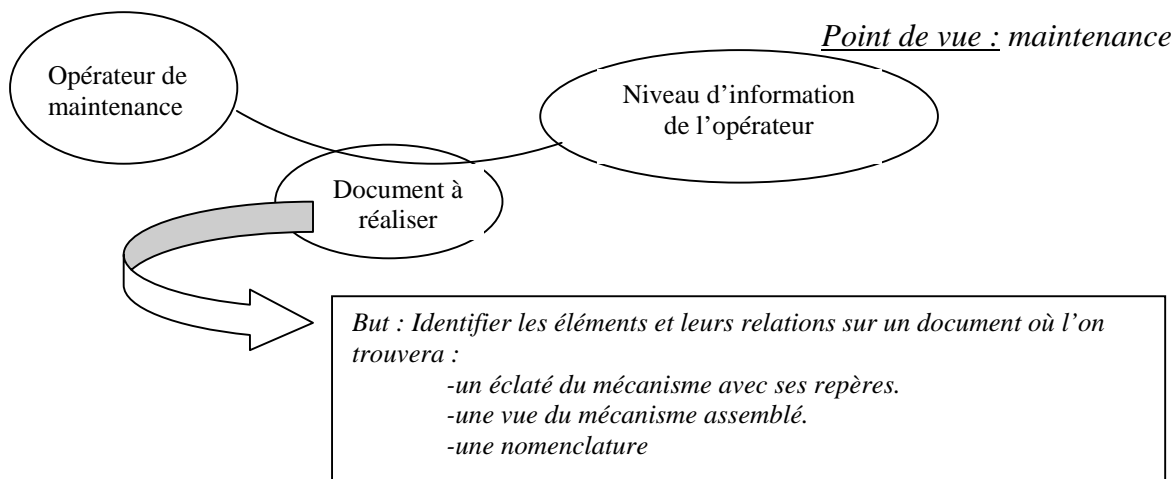 Point de vue : maintenance
Opérateur de
maintenance
Niveau d’information
de l’opérateur
Document à
réaliser
But : Identifier les éléments et leurs relations sur un document où l’on
trouvera :
-un éclaté du mécanisme avec ses repères.
-une vue du mécanisme assemblé.
-une nomenclature